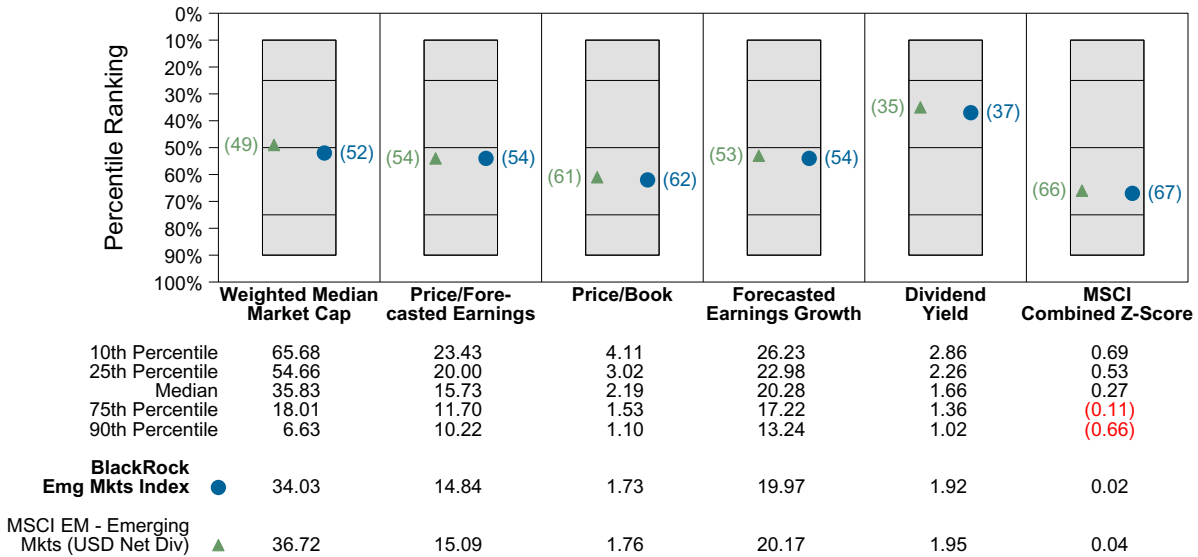 Percentile Ranking
0%
10%
20%
30%
40%
50%
60%
70%
80%
90%
100%
(49) (52)
(54) (54)
(61) (62)
(53) (54)
(35) (37)
(66) (67)
Weighted Median
Market Cap
Price/Fore-
casted Earnings
Price/Book
Forecasted
Earnings Growth
Dividend
Yield
MSCI
Combined Z-Score
10th Percentile 65.68 23.43 4.11 26.23 2.86 0.69
25th Percentile 54.66 20.00 3.02 22.98 2.26 0.53
Median 35.83 15.73 2.19 20.28 1.66 0.27
75th Percentile 18.01 11.70 1.53 17.22 1.36 (0.11)
90th Percentile 6.63 10.22 1.10 13.24 1.02 (0.66)
BlackRock
Emg Mkts Index 34.03 14.84 1.73 19.97 1.92 0.02
MSCI EM - Emerging
Mkts (USD Net Div) 36.72 15.09 1.76 20.17 1.95 0.04